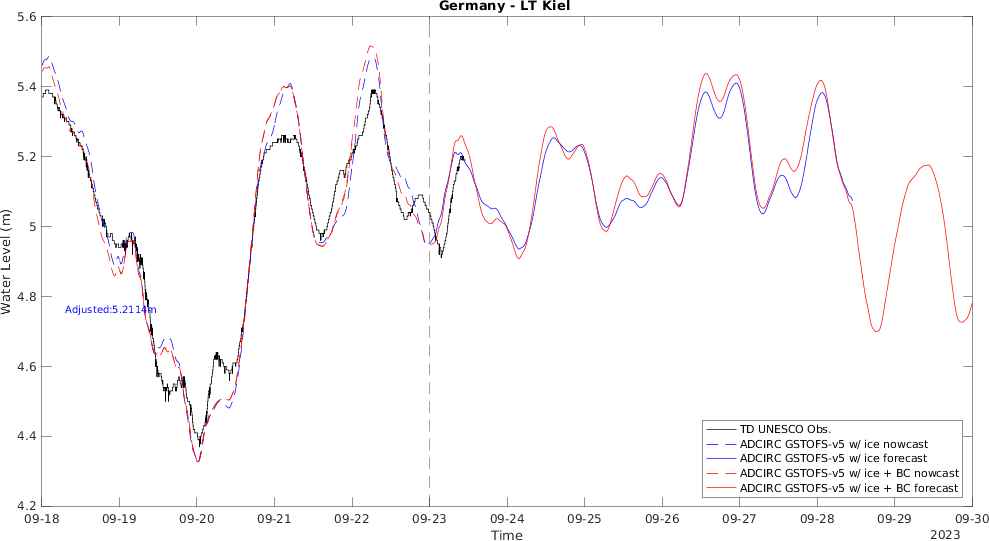 Germany - LT Kiel
Water Level (m)
5.6
5.4
5.2
5
4.8
4.6
4.4
4.2
Adjusted:5.2114m
TD UNESCO Obs.
ADCIRC GSTOFS-v5 w/ ice nowcast
ADCIRC GSTOFS-v5 w/ ice forecast
ADCIRC GSTOFS-v5 w/ ice + BC nowcast
ADCIRC GSTOFS-v5 w/ ice + BC forecast
09-18 09-19 09-20 09-21 09-22 09-23 09-24 09-25 09-26 09-27 09-28 09-29 09-30
Time
2023